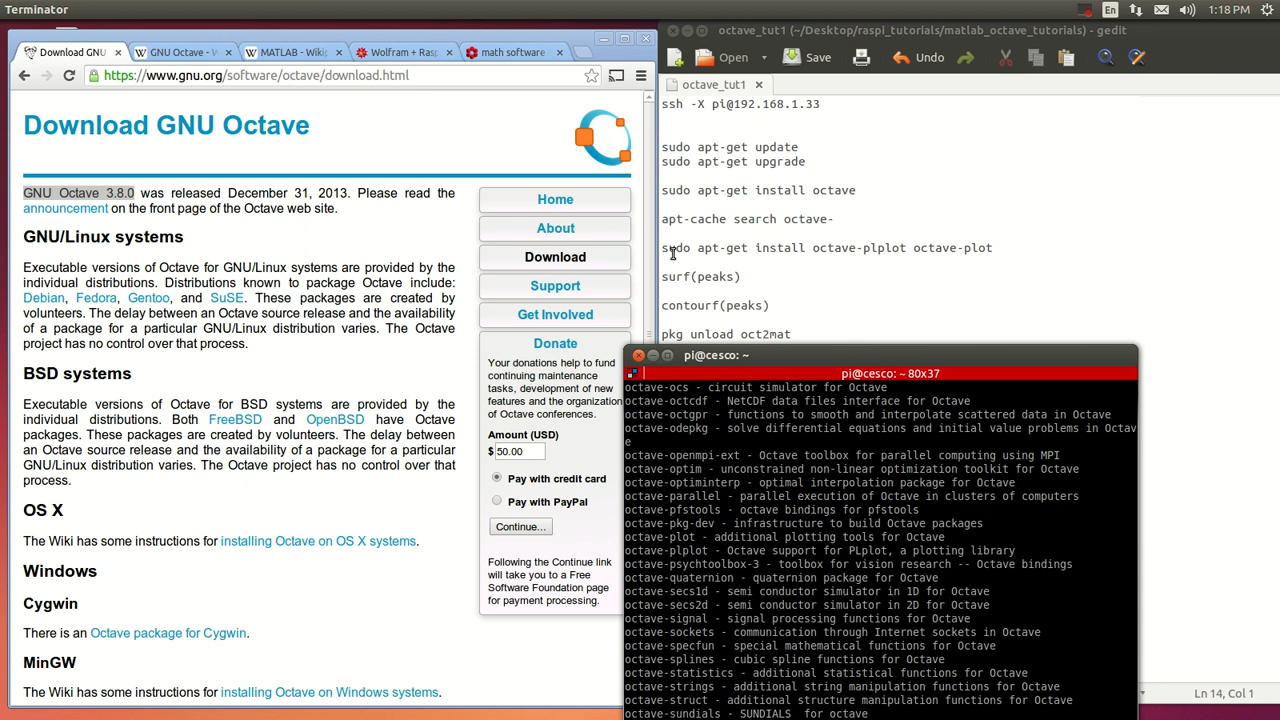 Terminator
En
1:18 PM
Download GNU
GNU Octave - W
MATLAB - Wiki
Wolfram + Rasp
math software
https://www.gnu.org/software/octave/download.html
Download GNU Octave
GNU Octave 3.8.0 was released December 31, 2013. Please read the
announcement on the front page of the Octave web site.
GNU/Linux systems
Executable versions of Octave for GNU/Linux systems are provided by the
individual distributions. Distributions known to package Octave include:
Debian, Fedora, Gentoo, and SuSE. These packages are created by
volunteers. The delay between an Octave source release and the availability
of a package for a particular GNU/Linux distribution varies. The Octave
project has no control over that process.
BSD systems
Executable versions of Octave for BSD systems are provided by the
individual distributions. Both FreeBSD and OpenBSD have Octave
packages. These packages are created by volunteers. The delay between
an Octave source release and the availability of a package for a particular
GNU/Linux distribution varies. The Octave project has no control over that
process.
OS X
The Wiki has some instructions for installing Octave on OS X systems.
Windows
Cygwin
There is an Octave package for Cygwin.
MinGW
The Wiki has some instructions for installing Octave on Windows systems.
Home
About
Download
Support
Get Involved
Donate
Your donations help to fund
continuing maintenance
tasks, development of new
features and the organization
of Octave conferences.
Amount (USD)
$ 50.00
Pay with credit card
Pay with PayPal
Continue...
Following the Continue link
will take you to a Free
Software Foundation page
for payment processing.
octave_tut1 (~/Desktop/raspi_tutorials/matlab_octave_tutorials) - gedit
Open
Save
Undo
octave_tut1
ssh -X pi@192.168.1.33
sudo apt-get update
sudo apt-get upgrade
sudo apt-get install octave
apt-cache search octave-
sudo apt-get install octave-plplot octave-plot
surf(peaks)
contourf(peaks)
pkg unload oct2mat
Ln 14, Col 1
pi@cesco: ~
pi@cesco: ~ 80x37
octave-ocs - circuit simulator for Octave
octave-octcdf - NetCDF data files interface for Octave
octave-octgpr - functions to smooth and interpolate scattered data in Octave
octave-odepkg - solve differential equations and initial value problems in Octav
e
octave-openmpi-ext - Octave toolbox for parallel computing using MPI
octave-optim - unconstrained non-linear optimization toolkit for Octave
octave-optiminterp - optimal interpolation package for Octave
octave-parallel - parallel execution of Octave in clusters of computers
octave-pfstools - octave bindings for pfstools
octave-pkg-dev - infrastructure to build Octave packages
octave-plot - additional plotting tools for Octave
octave-plplot - Octave support for PLplot, a plotting library
octave-psychtoolbox-3 - toolbox for vision research -- Octave bindings
octave-quaternion - quaternion package for Octave
octave-secs1d - semi conductor simulator in 1D for Octave
octave-secs2d - semi conductor simulator in 2D for Octave
octave-signal - signal processing functions for Octave
octave-sockets - communication through Internet sockets in Octave
octave-specfun - special mathematical functions for Octave
octave-splines - cubic spline functions for Octave
octave-statistics - additional statistical functions for Octave
octave-strings - additional string manipulation functions for Octave
octave-struct - additional structure manipulation functions for Octave
octave-sundials - SUNDIALS  for octave